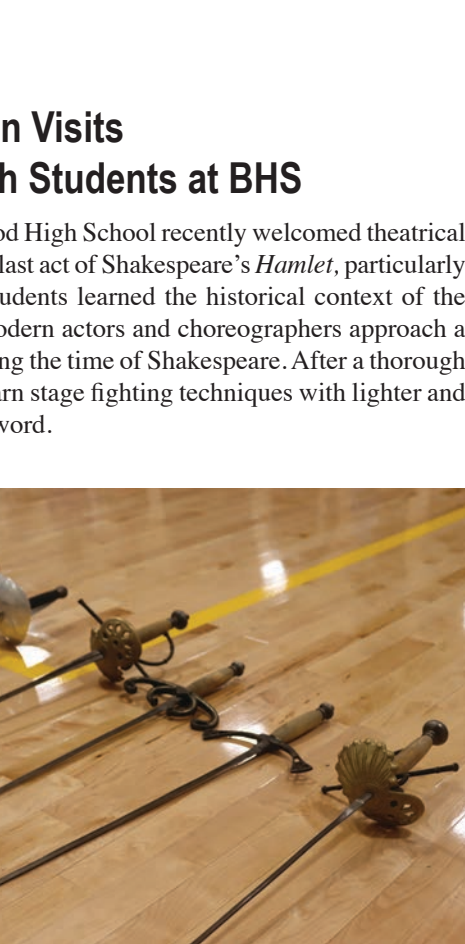 n Visits
h Students at BHS
od High School recently welcomed theatrical
last act of Shakespeare’s Hamlet, particularly
udents learned the historical context of the
odern actors and choreographers approach a
ng the time of Shakespeare. After a thorough
arn stage fighting techniques with lighter and
word.